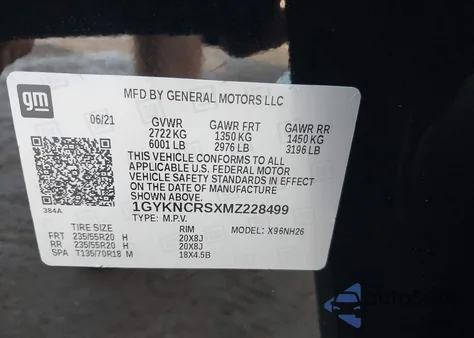 gm
MFD BY GENERAL MOTORS LLC
06/21 GVWR GAWR FRT GAWR RR
2722 KG 1350 KG 1450 KG
6001 LB 2976 LB 3196 LB
THIS VEHICLE CONFORMS TO ALL
APPLICABLE U.S. FEDERAL MOTOR
VEHICLE SAFETY STANDARDS IN EFFECT ON
THE DATE OF MANUFACTURE SHOWN ABOVE.
384A 1GYKNCRSXMZ228499
TYPE: M.P.V. MODEL: X96NH26
TIRE SIZE RIM
FRT 235/55R20 H 20X8J
RR 235/55R20 H 20X8J
SPA T135/70R18 M 18X4.5B